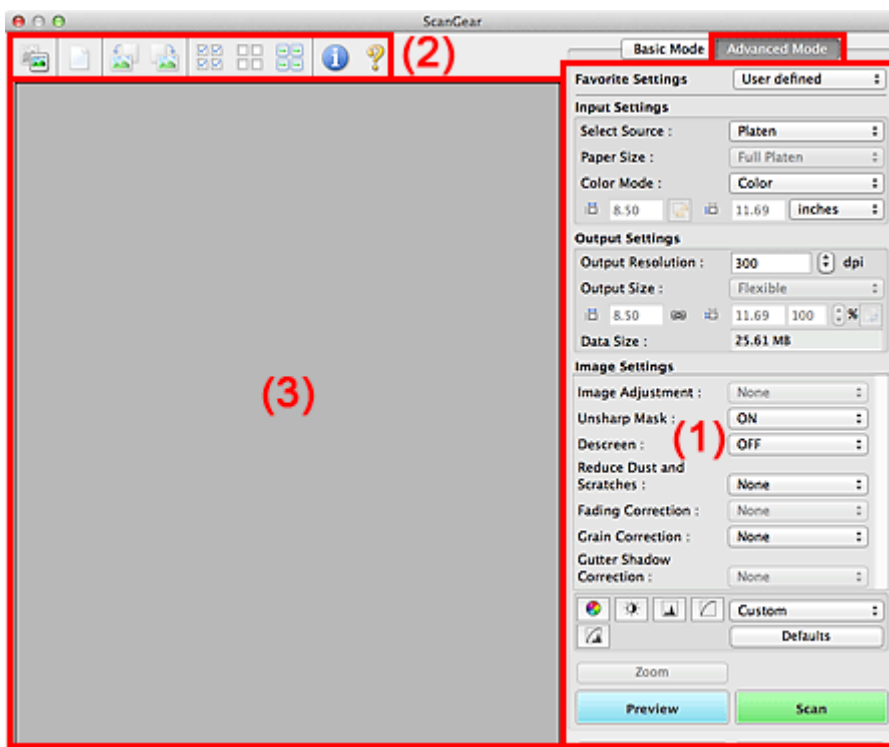 ScanGear
(2)
Basic Mode Advanced Mode
Favorite Settings User defined
Input Settings
Select Source : Platen
Paper Size : Full Platen
Color Mode : Color
8.50 11.69 inches
Output Settings
Output Resolution : 300 dpi
Output Size : Flexible
8.50 11.69 100 %
Data Size : 25.61 MB
Image Settings
(3)
Image Adjustment : None
Unsharp Mask : ON
(1)
Descreen : OFF
Reduce Dust and
Scratches : None
Fading Correction : None
Grain Correction : None
Gutter Shadow
Correction : None
Custom
Defaults
Zoom
Preview Scan